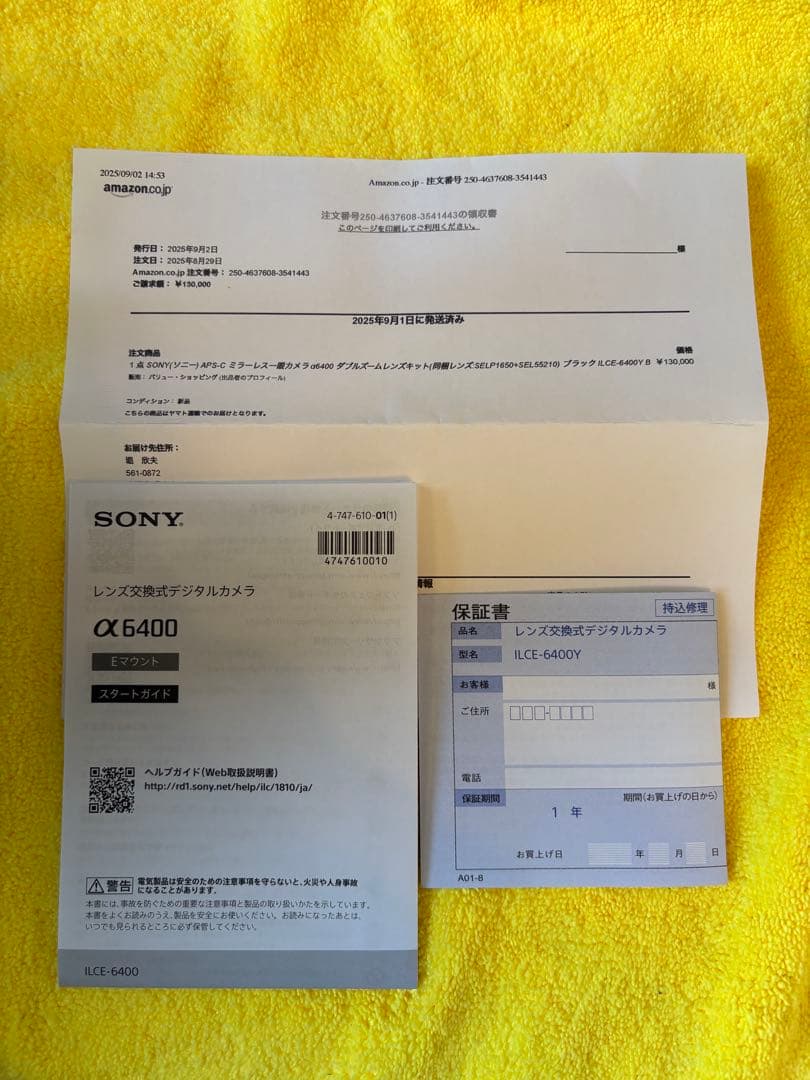 2025/09/02 14:53
Amazon.co.jp - 注文番号 250-4637608-3541443
amazon.co.jp
注文番号250-4637608-3541443の領収書
このページを印刷してご利用ください。
発行日： 2025年9月2日
様
注文日： 2025年8月29日
Amazon.co.jp 注文番号： 250-4637608-3541443
ご請求額： ￥130,000
2025年9月1日に発送済み
注文商品
価格
1 点 SONY(ソニー) APS-C ミラーレス一眼カメラ α6400 ダブルズームレンズキット(同梱レンズ:SELP1650+SEL55210) ブラック ILCE-6400Y B ￥130,000
販売： バリュー・ショッピング (出品者のプロフィール)
コンディション： 新品
こちらの商品はヤマト運輸でのお届けとなります。
お届け先住所：
堀 欣夫
561-0872
情報
SONY®
4-747-610-01(1)
4747610010
レンズ交換式デジタルカメラ
α6400
Eマウント
スタートガイド
ヘルプガイド(Web取扱説明書)
http://rd1.sony.net/help/ilc/1810/ja/
警告
電気製品は安全のための注意事項を守らないと、火災や人身事故
になることがあります。
本書には、事故を防ぐための重要な注意事項と製品の取り扱いかたを示しています。
本書をよくお読みのうえ、製品を安全にお使いください。お読みになったあとは、
いつでも見られるところに必ず保管してください。
ILCE-6400
保証書
持込修理
品名 レンズ交換式デジタルカメラ
型名 ILCE-6400Y
お客様 様
ご住所
電話
保証期間 期間(お買上げの日から)
1 年
お買上げ日 年 月 日
A01-8